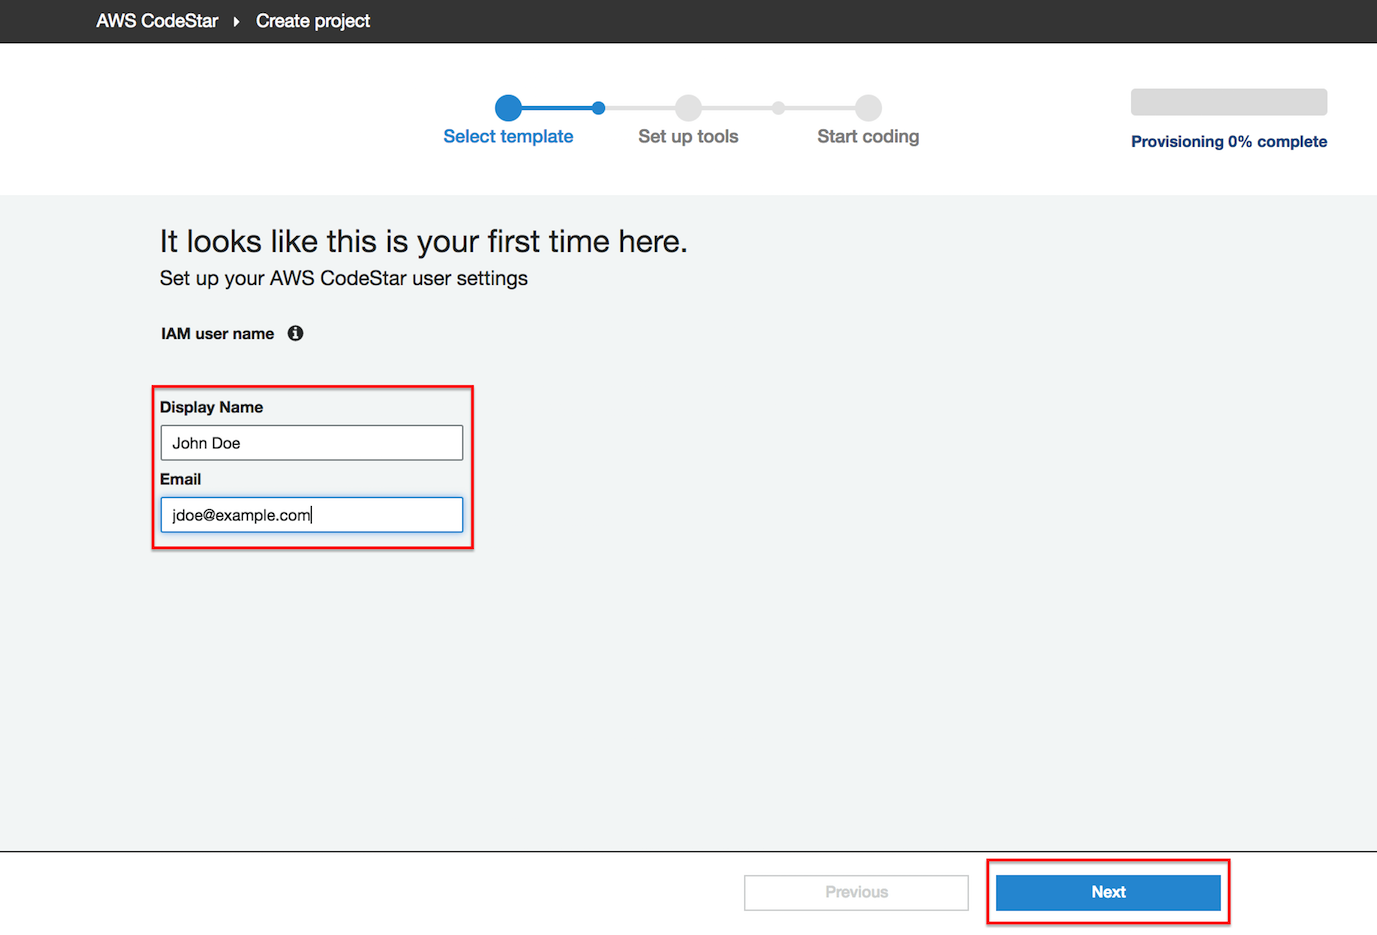 AWS CodeStar Create project
Select template
Set up tools
Start coding
Provisioning 0% complete
It looks like this is your first time here.
Set up your AWS CodeStar user settings
IAM user name
Display Name
John Doe
Email
jdoe@example.com
Previous
Next